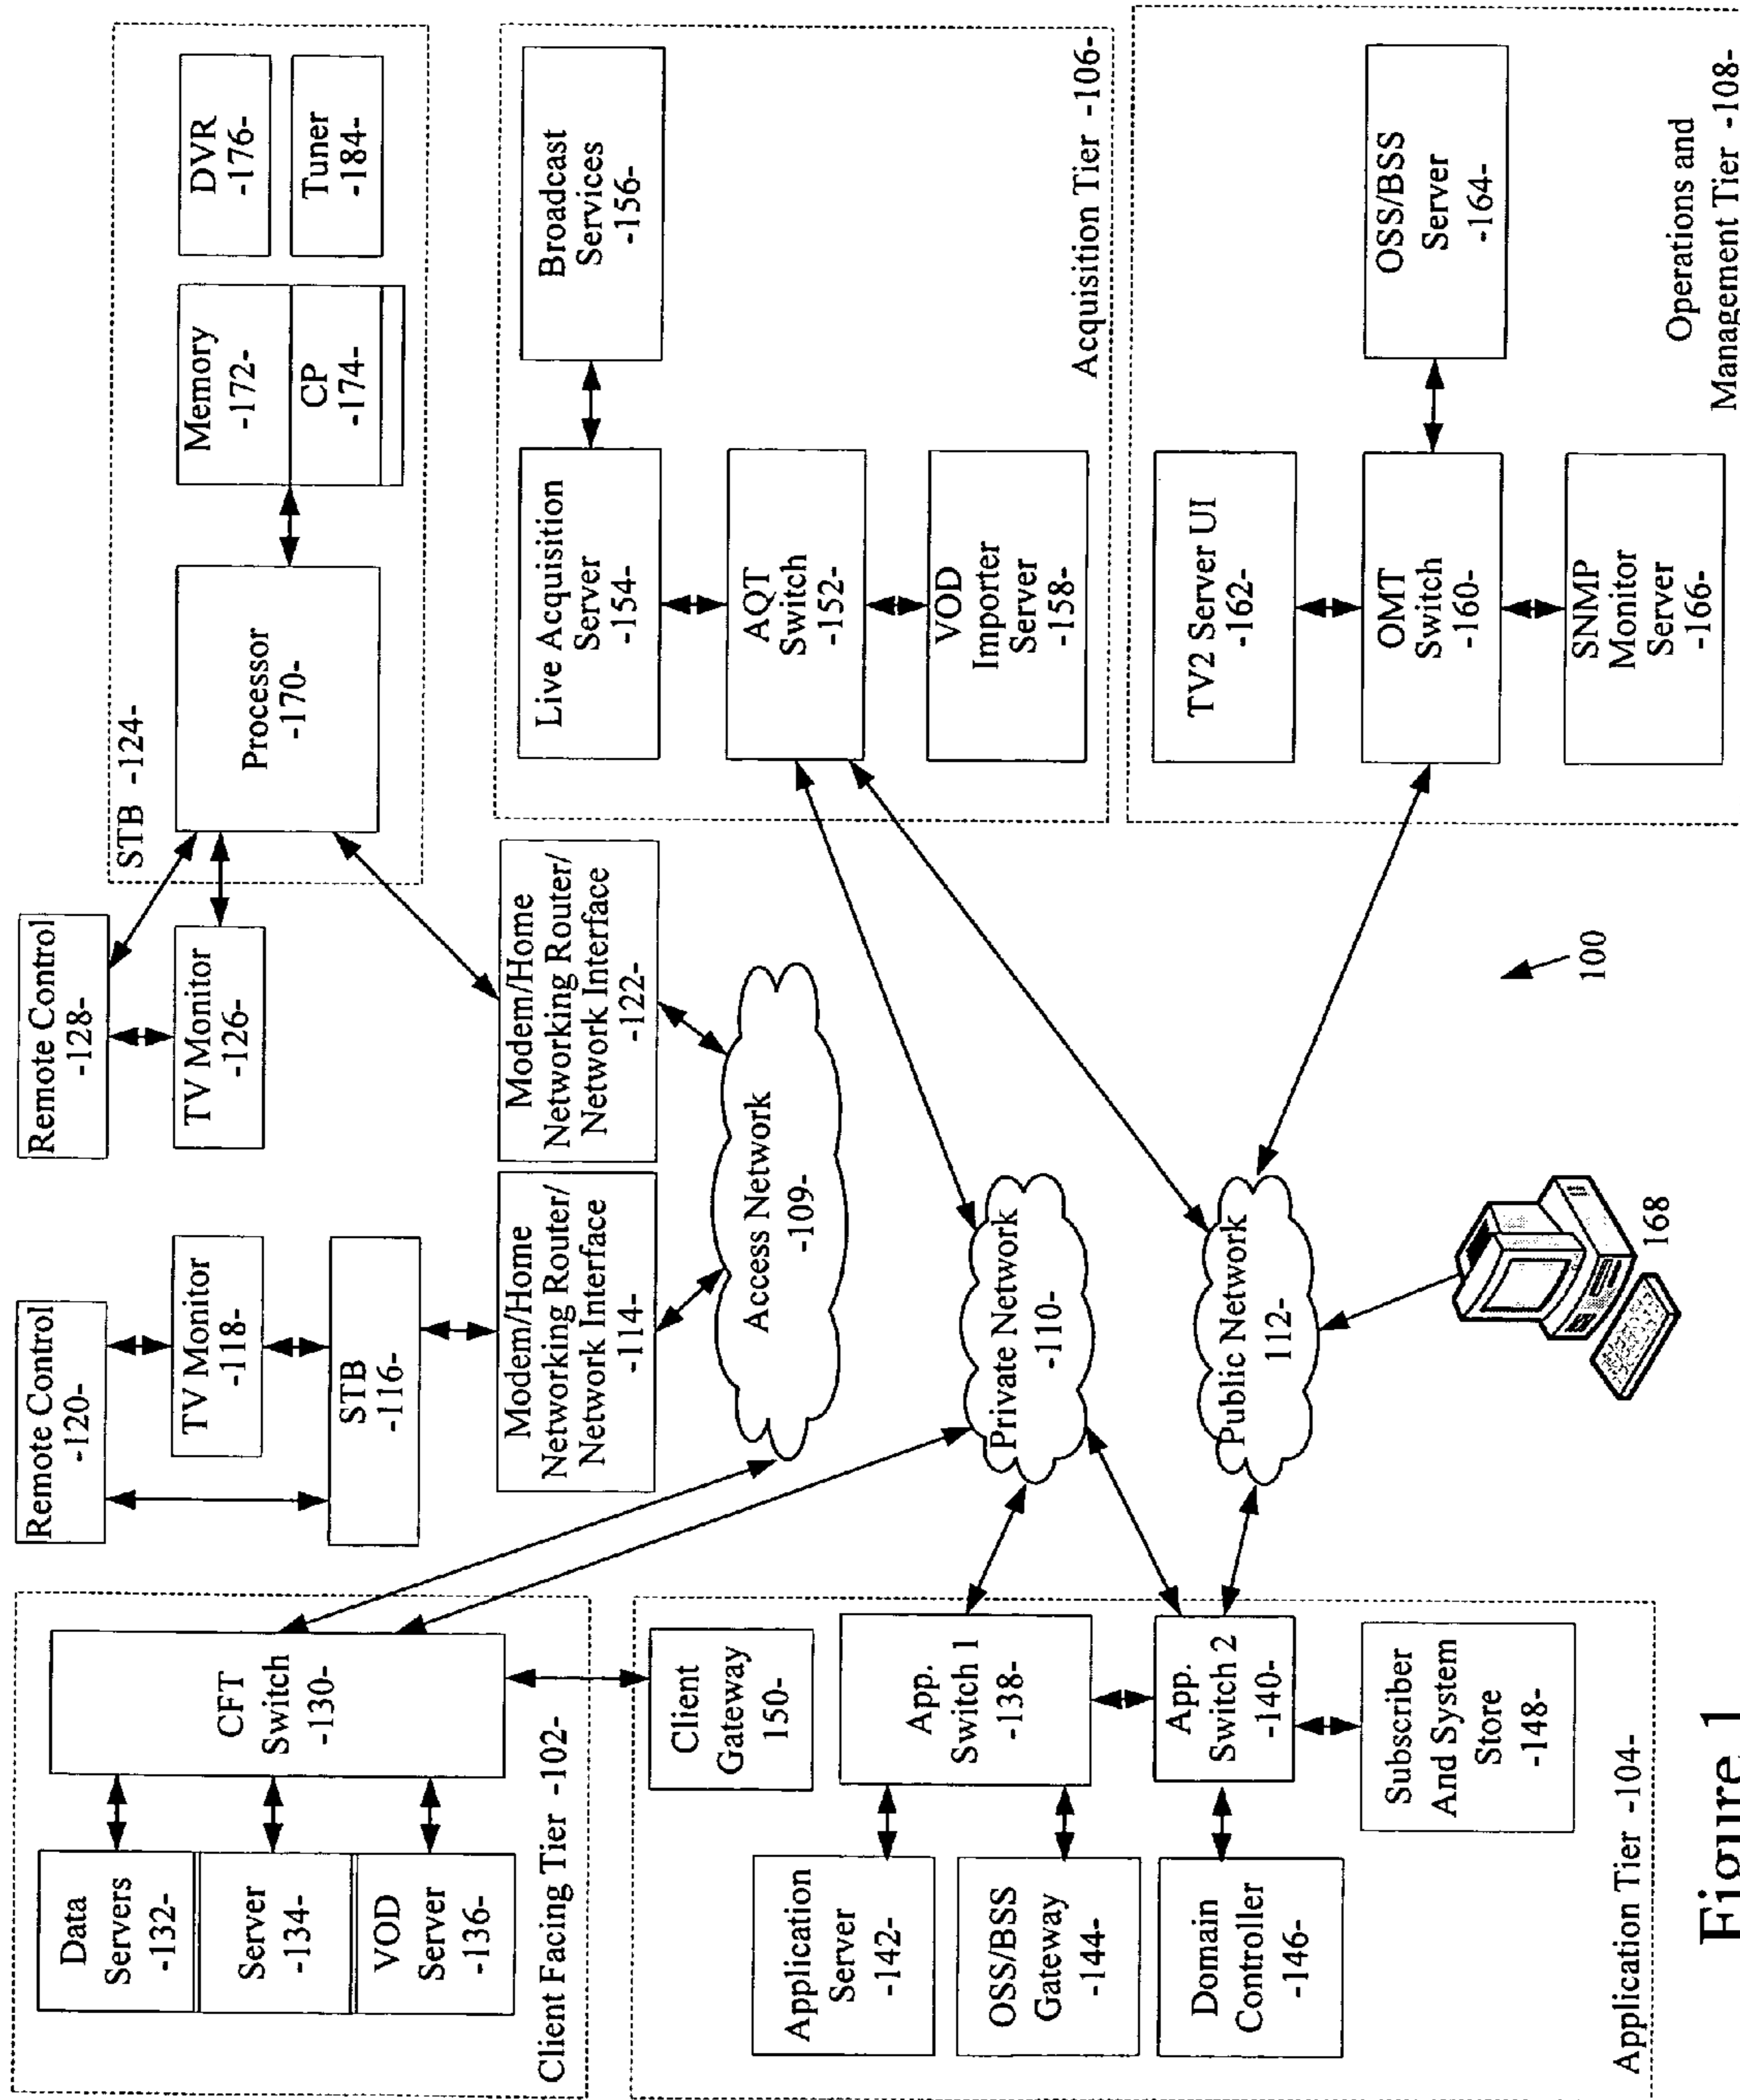 Remote Control
-120-
TV Monitor
-118-
STB
-116-
Modem/Home
Networking Router/
Network Interface
-114-
Remote Control
-128-
TV Monitor
-126-
Modem/Home
Networking Router/
Network Interface
-122-
STB -124-
Processor
-170-
Memory
-172-
CP
-174-
DVR
-176-
Tuner
-184-
Data
Servers
-132-
Server
-134-
VOD
Server
-136-
CFT
Switch
-130-
Client Facing Tier -102-
Access Network
-109-
Private Network
-110-
Public Network
112-
168
100
Live Acquisition
Server
-154-
Broadcast
Services
-156-
AQT
Switch
-152-
VOD
Importer
Server
-158-
Acquisition Tier -106-
Client
Gateway
150-
Application
Server
-142-
OSS/BSS
Gateway
-144-
Domain
Controller
-146-
App.
Switch 1
-138-
App.
Switch 2
-140-
Subscriber
And System
Store
-148-
Application Tier -104-
TV2 Server UI
-162-
OMT
Switch
-160-
SNMP
Monitor
Server
-166-
OSS/BSS
Server
-164-
Operations and
Management Tier -108-
Figure 1